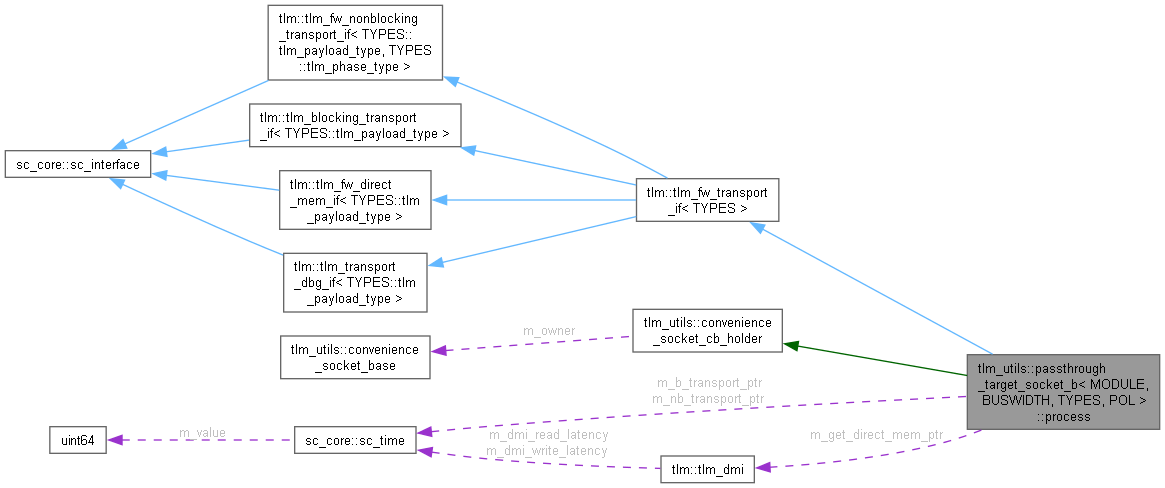 tlm::tlm_fw_nonblocking
_transport_if< TYPES::
tlm_payload_type, TYPES
::tlm_phase_type >
tlm::tlm_blocking_transport
_if< TYPES::tlm_payload_type >
sc_core::sc_interface
tlm::tlm_fw_direct
_mem_if< TYPES::tlm
_payload_type >
tlm::tlm_fw_transport
_if< TYPES >
tlm::tlm_transport
_dbg_if< TYPES::tlm
_payload_type >
tlm_utils::convenience
_socket_cb_holder
m_owner
tlm_utils::convenience
_socket_base
tlm_utils::passthrough
_target_socket_b< MODULE,
BUSWIDTH, TYPES, POL >
::process
m_b_transport_ptr
m_nb_transport_ptr
uint64
m_value
sc_core::sc_time
m_dmi_read_latency
m_dmi_write_latency
m_get_direct_mem_ptr
tlm::tlm_dmi